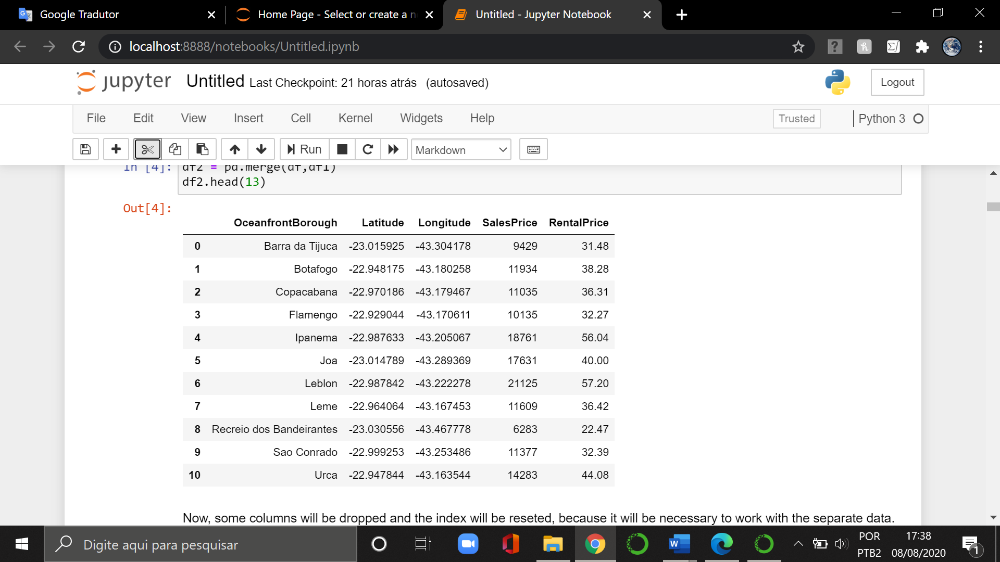 Google Tradutor
Home Page - Select or create a n
Untitled - Jupyter Notebook
localhost:8888/notebooks/Untitled.ipynb
jupyter Untitled Last Checkpoint: 21 horas atrás (autosaved)
Logout
File Edit View Insert Cell Kernel Widgets Help
Trusted
Python 3
Run
Markdown
In [4]: df2 = pd.merge(df,df1)
df2.head(13)
Out[4]:
OceanfrontBorough Latitude Longitude SalesPrice RentalPrice
0 Barra da Tijuca -23.015925 -43.304178 9429 31.48
1 Botafogo -22.948175 -43.180258 11934 38.28
2 Copacabana -22.970186 -43.179467 11035 36.31
3 Flamengo -22.929044 -43.170611 10135 32.27
4 Ipanema -22.987633 -43.205067 18761 56.04
5 Joa -23.014789 -43.289369 17631 40.00
6 Leblon -22.987842 -43.222278 21125 57.20
7 Leme -22.964064 -43.167453 11609 36.42
8 Recreio dos Bandeirantes -23.030556 -43.467778 6283 22.47
9 Sao Conrado -22.999253 -43.253486 11377 32.39
10 Urca -22.947844 -43.163544 14283 44.08
Now, some columns will be dropped and the index will be reseted, because it will be necessary to work with the separate data.
Digite aqui para pesquisar
POR
PTB2
17:38
08/08/2020
1